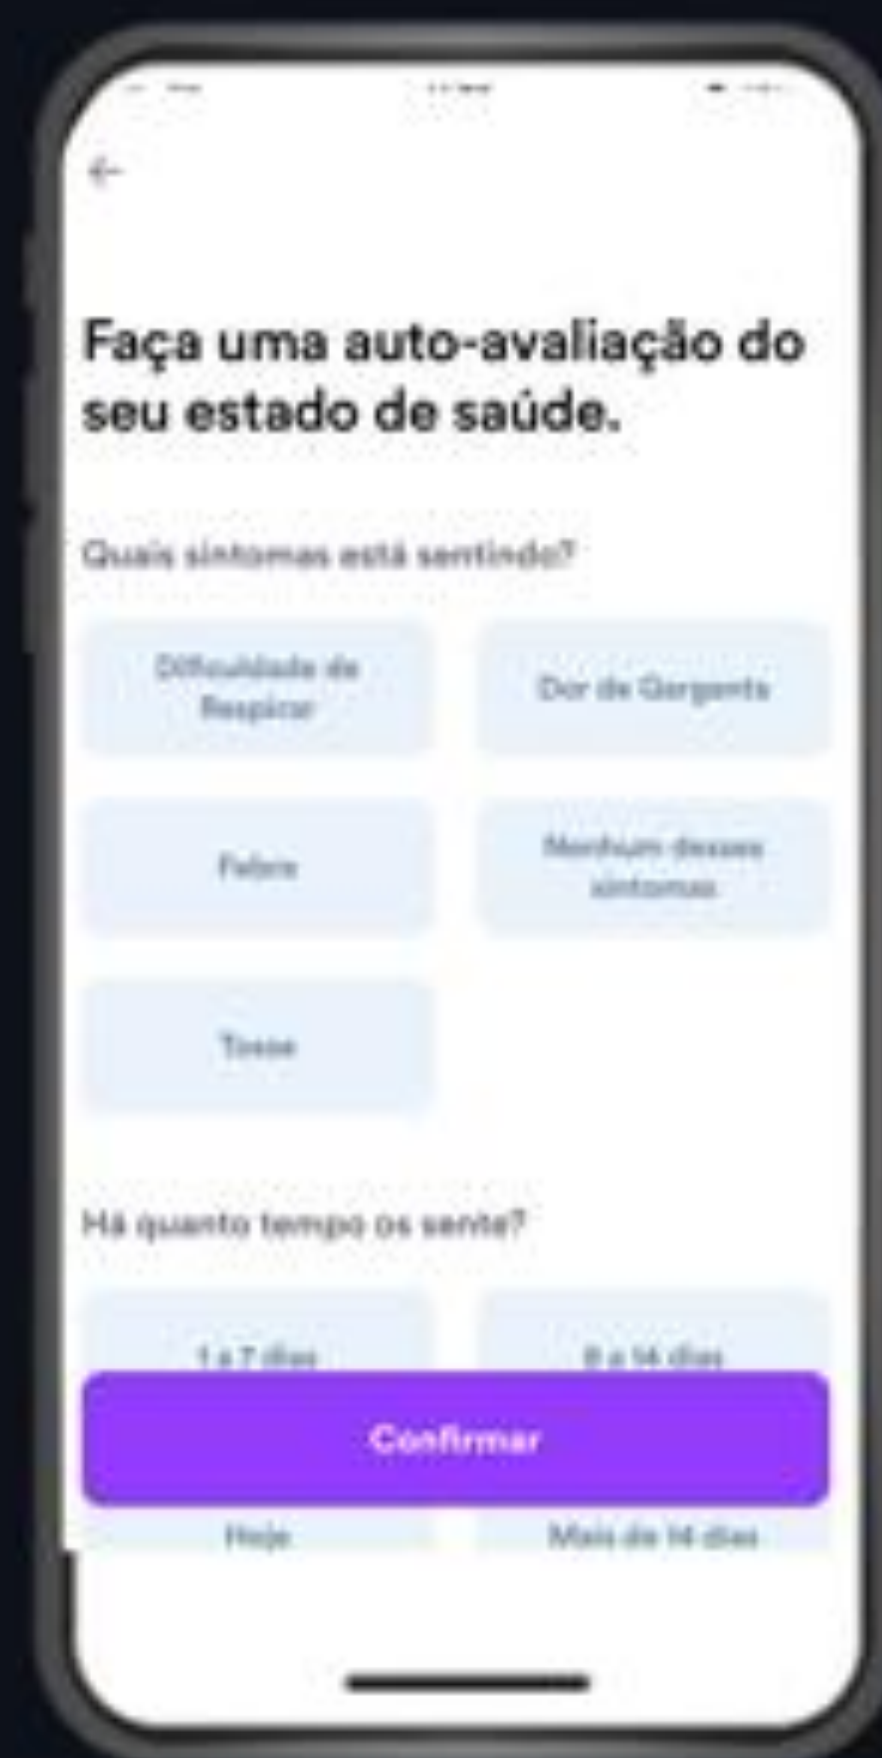 Faça uma auto-avaliação do
seu estado de saúde.
Quais sintomas está sentindo?
Dificuldade de
Respirar
Dor de Garganta
Febre
Nenhum desses
sintomas
Tosse
Há quanto tempo os sente?
1 a 7 dias
8 a 14 dias
Confirmar
Hoje
Mais de 14 dias